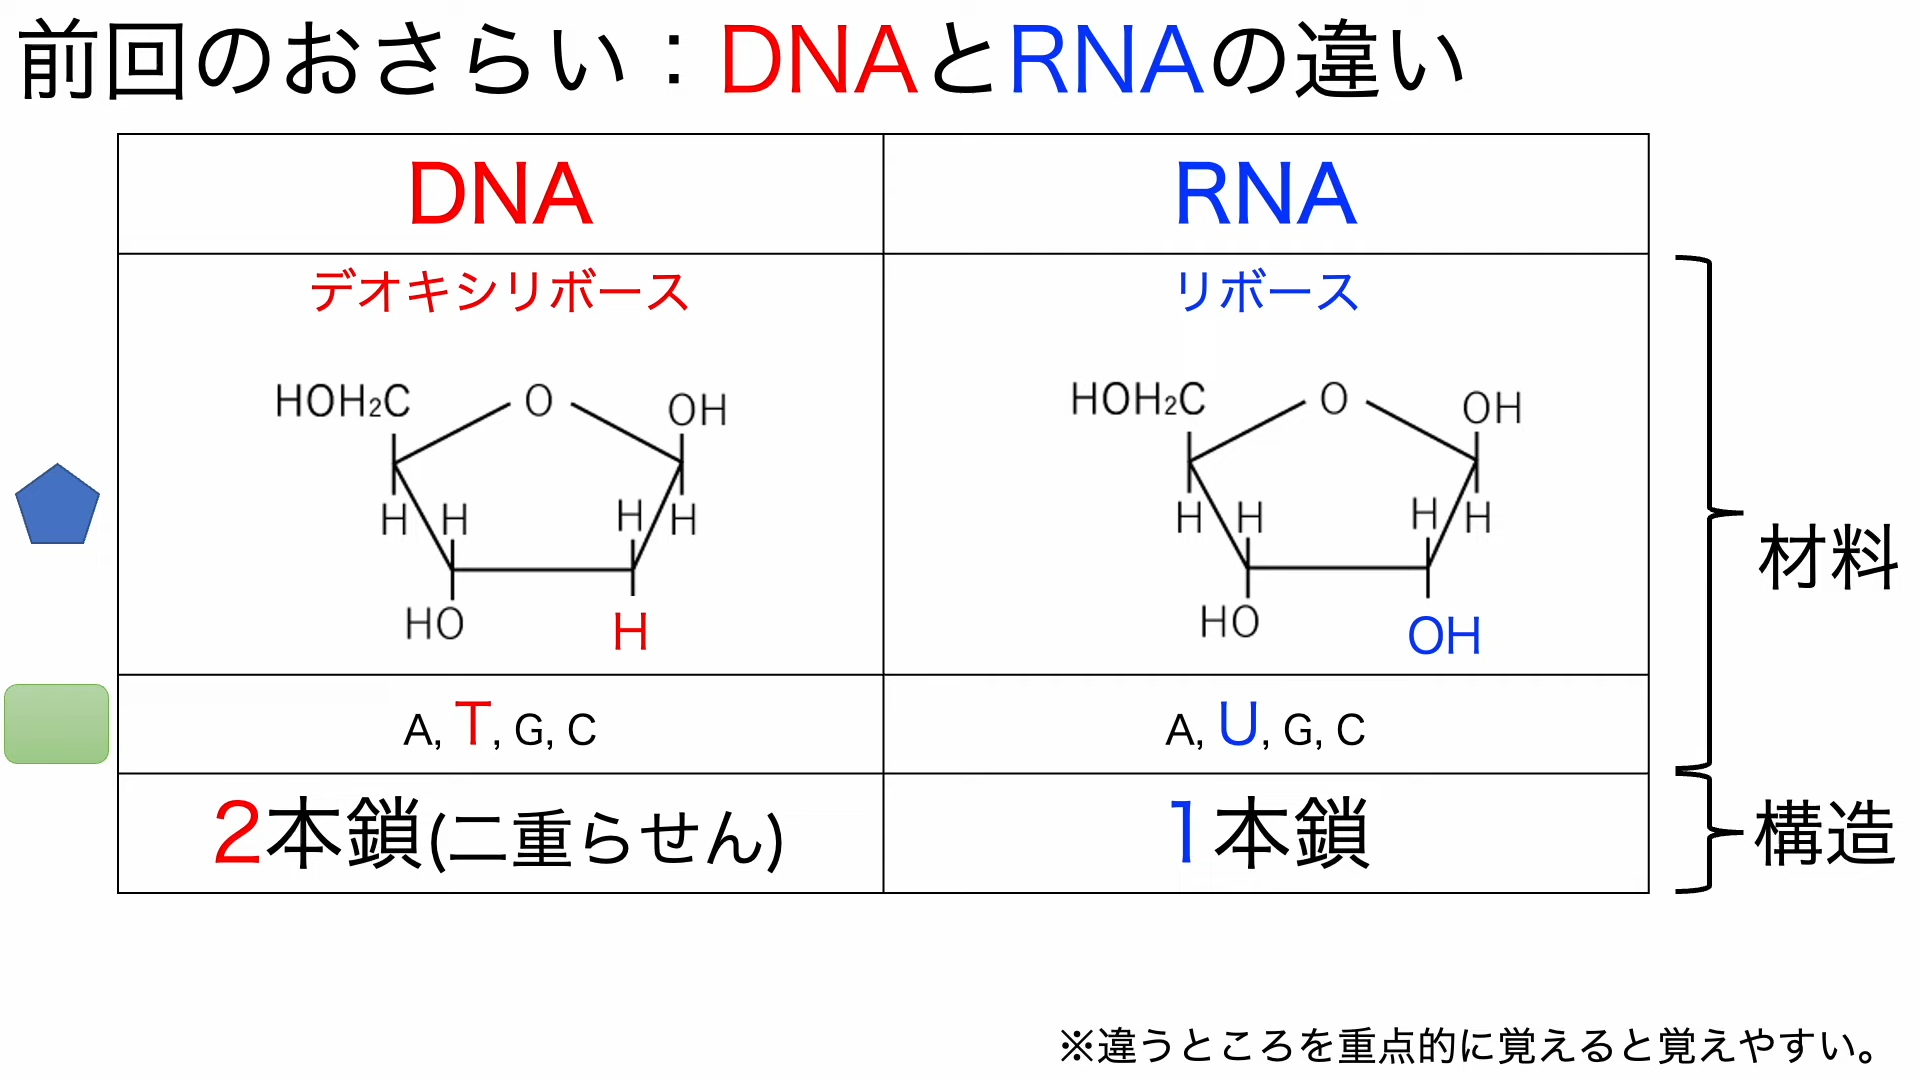 前回のおさらい：DNAとRNAの違い
DNA
RNA
デオキシリボース
リボース
HOH₂C
O
OH
H
H
H
H
HO
H
HOH₂C
O
OH
H
H
H
H
HO
OH
材料
A, T, G, C
A, U, G, C
2本鎖(二重らせん)
1本鎖
構造
※違うところを重点的に覚えると覚えやすい。